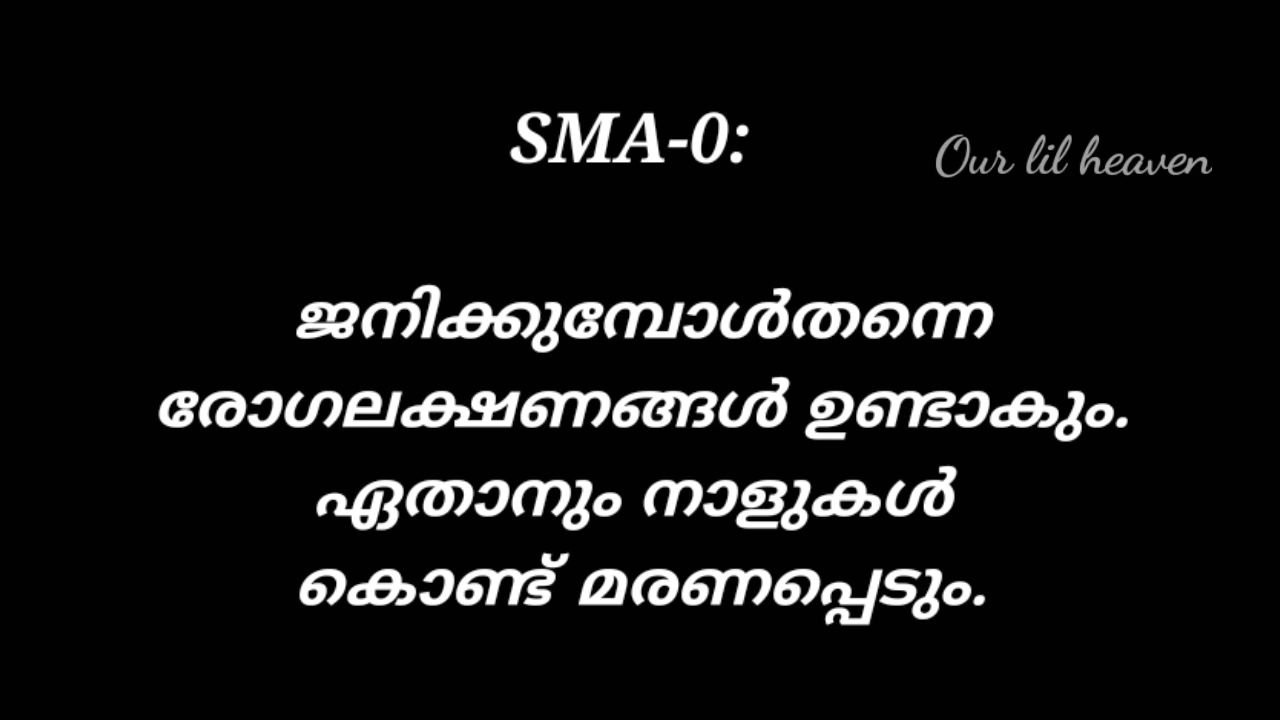 SMA-0:
Our lil heaven
ജനിക്കുമ്പോൾതന്നെ
രോഗലക്ഷണങ്ങൾ ഉണ്ടാകും.
ഏതാനും നാളുകൾ
കൊണ്ട് മരണപ്പെടും.